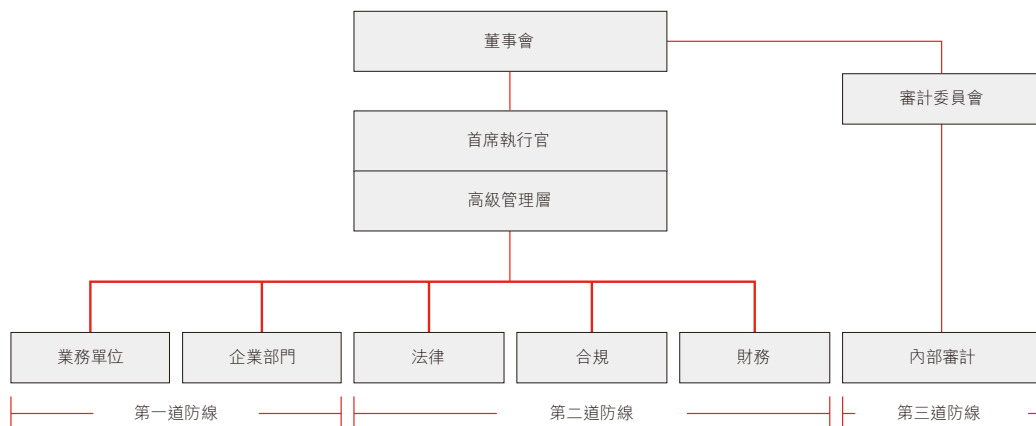 董事會
審計委員會
首席執行官
高級管理層
業務單位
企業部門
法律
合規
財務
內部審計
第一道防線
第二道防線
第三道防線